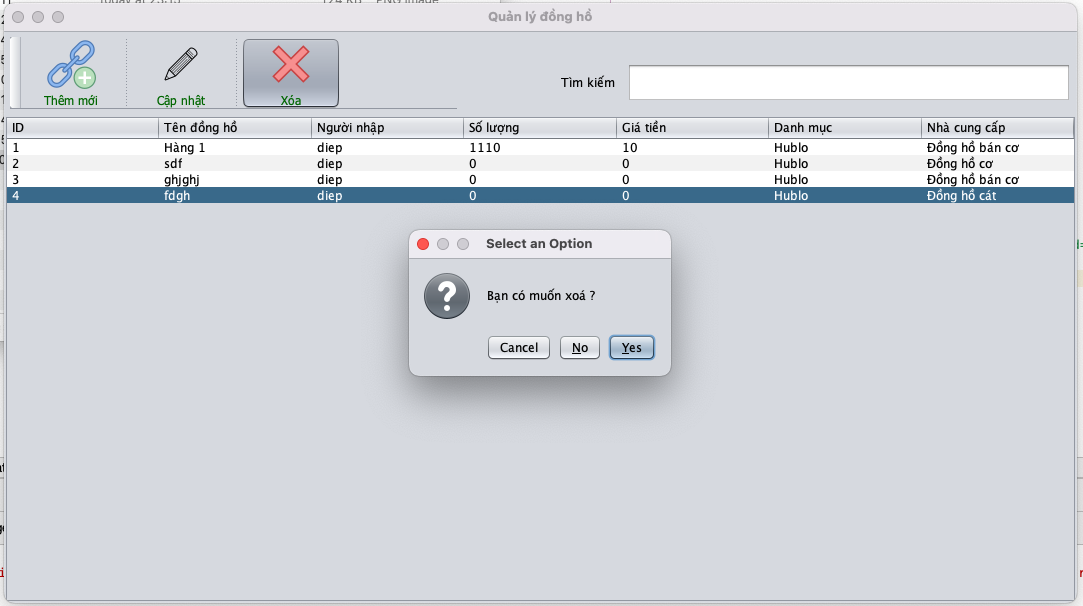 Quản lý đồng hồ
Thêm mới
Cập nhật
Xóa
Tìm kiếm
ID Tên đồng hồ Người nhập Số lượng Giá tiền Danh mục Nhà cung cấp
1 Hàng 1 diep 1110 10 Hublo Đồng hồ bán cơ
2 sdf diep 0 0 Hublo Đồng hồ cơ
3 ghjghj diep 0 0 Hublo Đồng hồ bán cơ
4 fdgh diep 0 0 Hublo Đồng hồ cát
Select an Option
Bạn có muốn xoá ?
Cancel No Yes